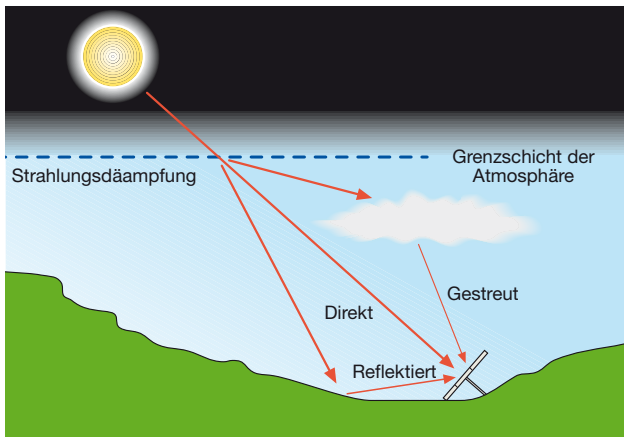 Grenzschicht der
Atmosphäre
Strahlungsdäampfung
Gestreut
Direkt
Reflektiert